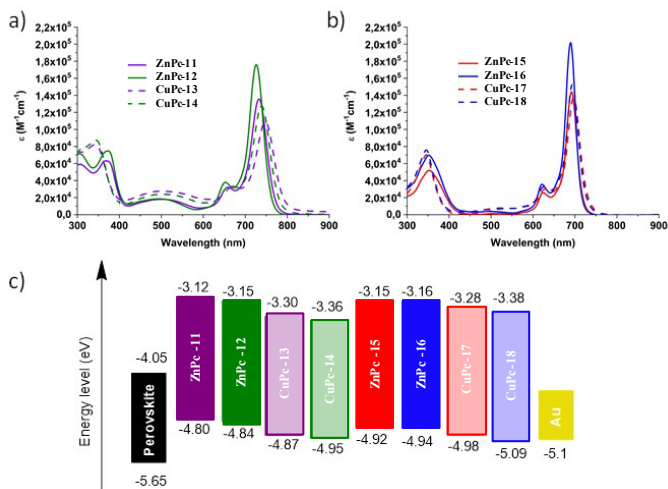 a)
2,2x10⁵
2,0x10⁵
1,8x10⁵
1,6x10⁵
1,4x10⁵
1,2x10⁵
1,0x10⁵
8,0x10⁴
6,0x10⁴
4,0x10⁴
2,0x10⁴
0,0
ε (M⁻¹cm⁻¹)
ZnPc-11
ZnPc-12
CuPc-13
CuPc-14
300 400 500 600 700 800 900
Wavelength (nm)
b)
2,2x10⁵
2,0x10⁵
1,8x10⁵
1,6x10⁵
1,4x10⁵
1,2x10⁵
1,0x10⁵
8,0x10⁴
6,0x10⁴
4,0x10⁴
2,0x10⁴
0,0
ε (M⁻¹cm⁻¹)
ZnPc-15
ZnPc-16
CuPc-17
CuPc-18
300 400 500 600 700 800 900
Wavelength (nm)
c)
Energy level (eV)
-4.05
Perovskite
-5.65
-3.12
ZnPc -11
-4.80
-3.15
ZnPc -12
-4.84
-3.30
CuPc-13
-4.87
-3.36
CuPc-14
-4.95
-3.15
ZnPc -15
-4.92
-3.16
ZnPc -16
-4.94
-3.28
CuPc-17
-4.98
-3.38
CuPc-18
-5.09
Au
-5.1